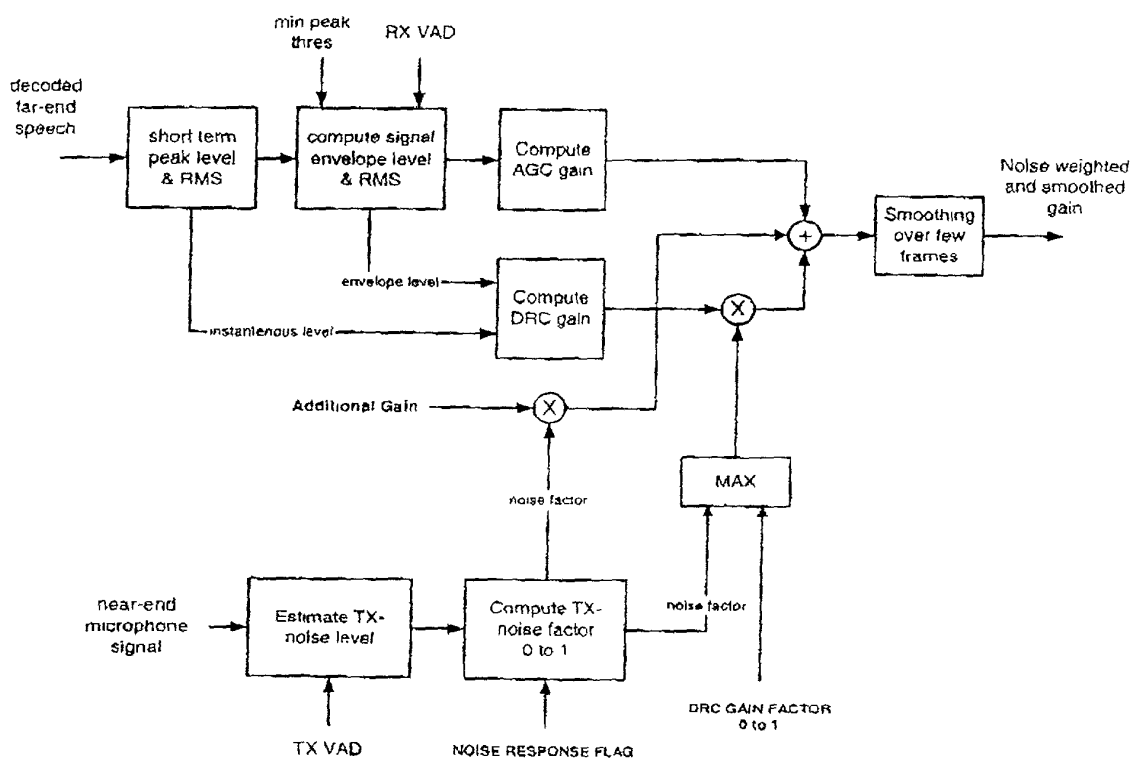 min peak
thres
RX VAD
decoded
far-end
speech
short term
peak level
& RMS
compute signal
envelope level
& RMS
Compute
AGC gain
Noise weighted
and smoothed
gain
+
Smoothing
over few
frames
envelope level
Compute
DRC gain
X
instantenous level
Additional Gain
X
MAX
noise factor
near-end
microphone
signal
Estimate TX-
noise level
Compute TX-
noise factor
0 to 1
noise factor
DRC GAIN FACTOR
0 to 1
TX VAD
NOISE RESPONSE FLAG